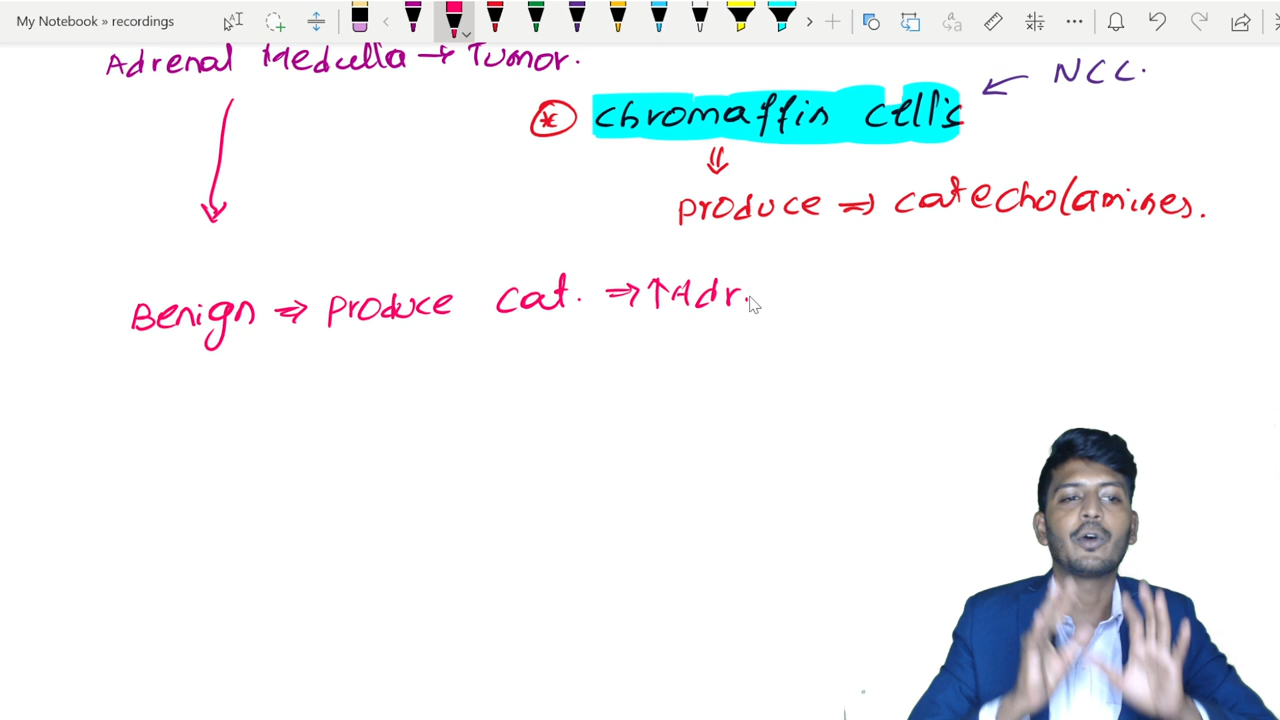 My Notebook » recordings
Adrenal Medulla → Tumor.
NCC.
* chromaffin cells
produce ⇒ catecholamines.
Benign ⇒ produce cat. ⇒ ↑Adr.